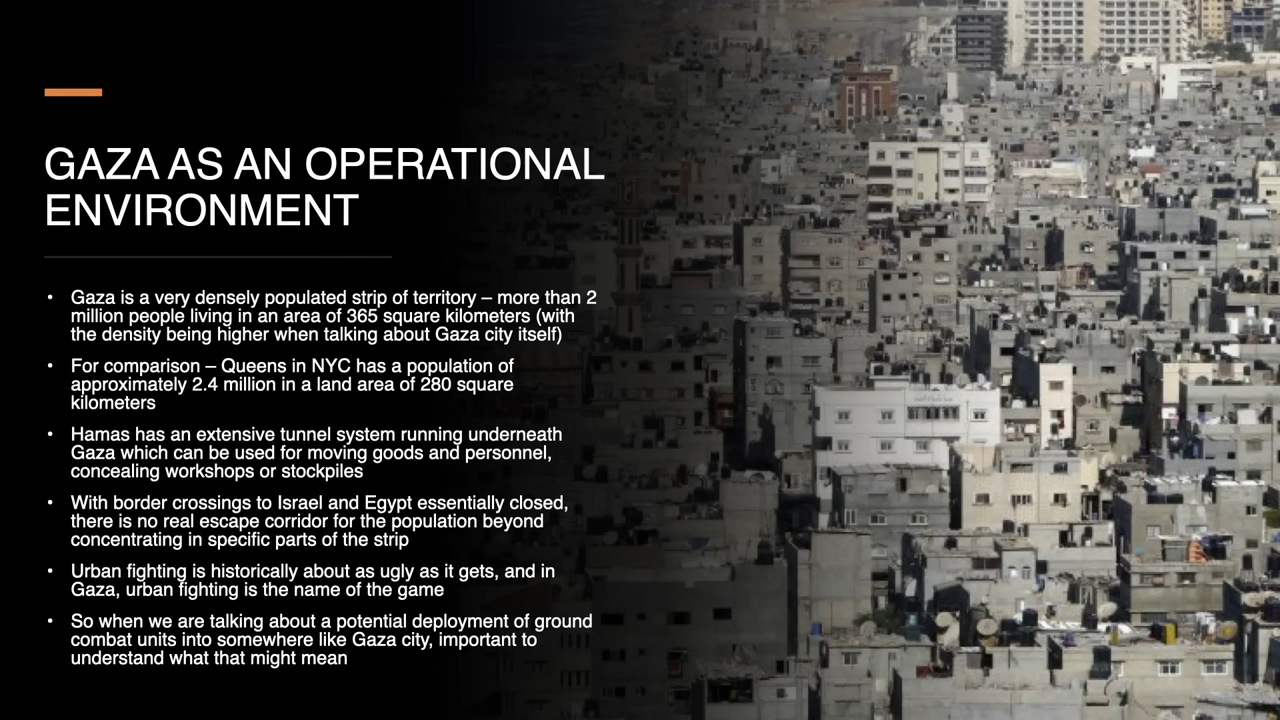 GAZA AS AN OPERATIONAL
ENVIRONMENT
• Gaza is a very densely populated strip of territory – more than 2
million people living in an area of 365 square kilometers (with
the density being higher when talking about Gaza city itself)
• For comparison – Queens in NYC has a population of
approximately 2.4 million in a land area of 280 square
kilometers
• Hamas has an extensive tunnel system running underneath
Gaza which can be used for moving goods and personnel,
concealing workshops or stockpiles
• With border crossings to Israel and Egypt essentially closed,
there is no real escape corridor for the population beyond
concentrating in specific parts of the strip
• Urban fighting is historically about as ugly as it gets, and in
Gaza, urban fighting is the name of the game
• So when we are talking about a potential deployment of ground
combat units into somewhere like Gaza city, important to
understand what that might mean